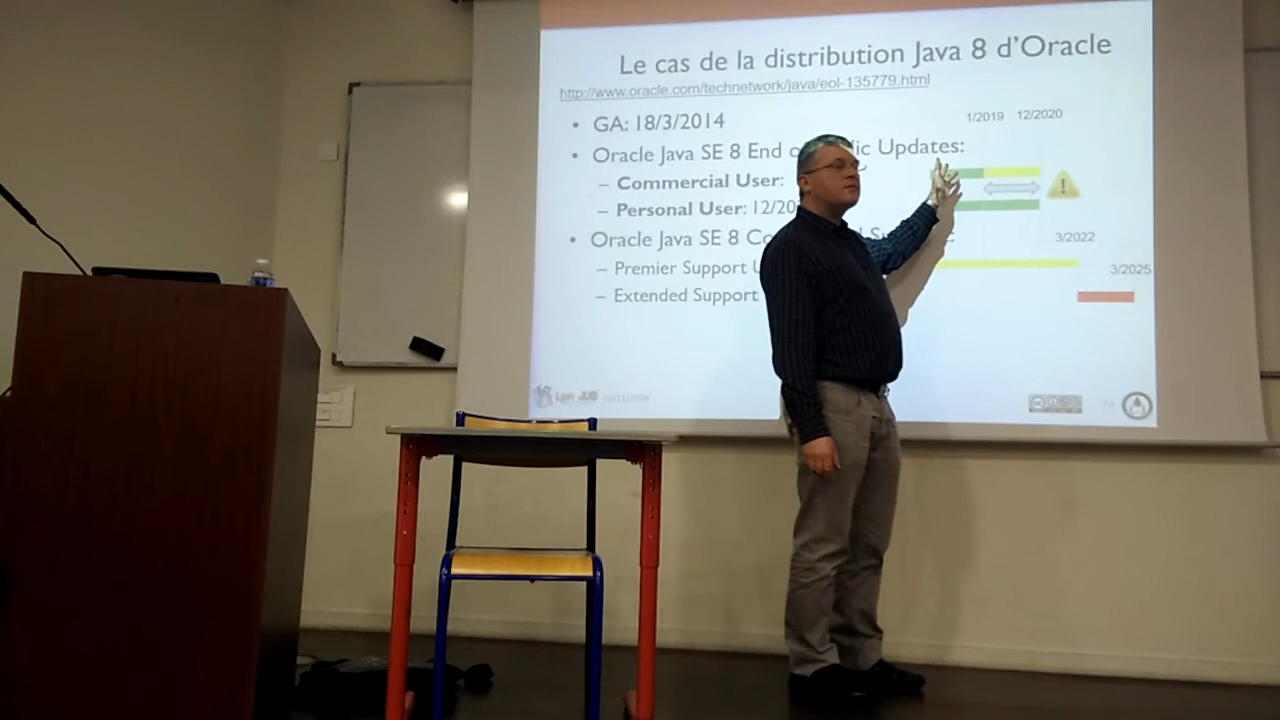 Le cas de la distribution Java 8 d'Oracle
http://www.oracle.com/technetwork/java/eol-135779.html
1/2019 12/2020
• GA: 18/3/2014
• Oracle Java SE 8 End Updates:
– Commercial User:
– Personal User: 12/20
• Oracle Java SE 8
3/2022
– Premier Support
3/2025
– Extended Support
Lyon JUG